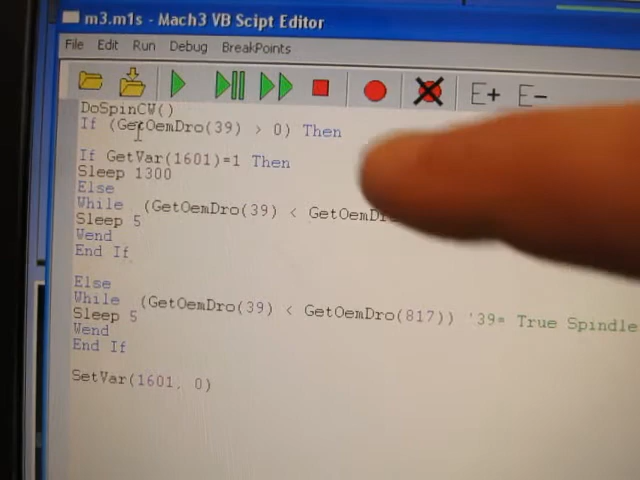 m3.m1s - Mach3 VB Scipt Editor
File Edit Run Debug BreakPoints
E+ E-
DoSpinCW()
If (GetOemDro(39) > 0) Then
If GetVar(1601)=1 Then
Sleep 1300
Else
While (GetOemDro(39) <
Sleep 5
Wend
End If
Else
While (GetOemDro(39) < GetOemDro(817)) '39= True Spindle
Sleep 5
Wend
End If
SetVar(1601, 0)